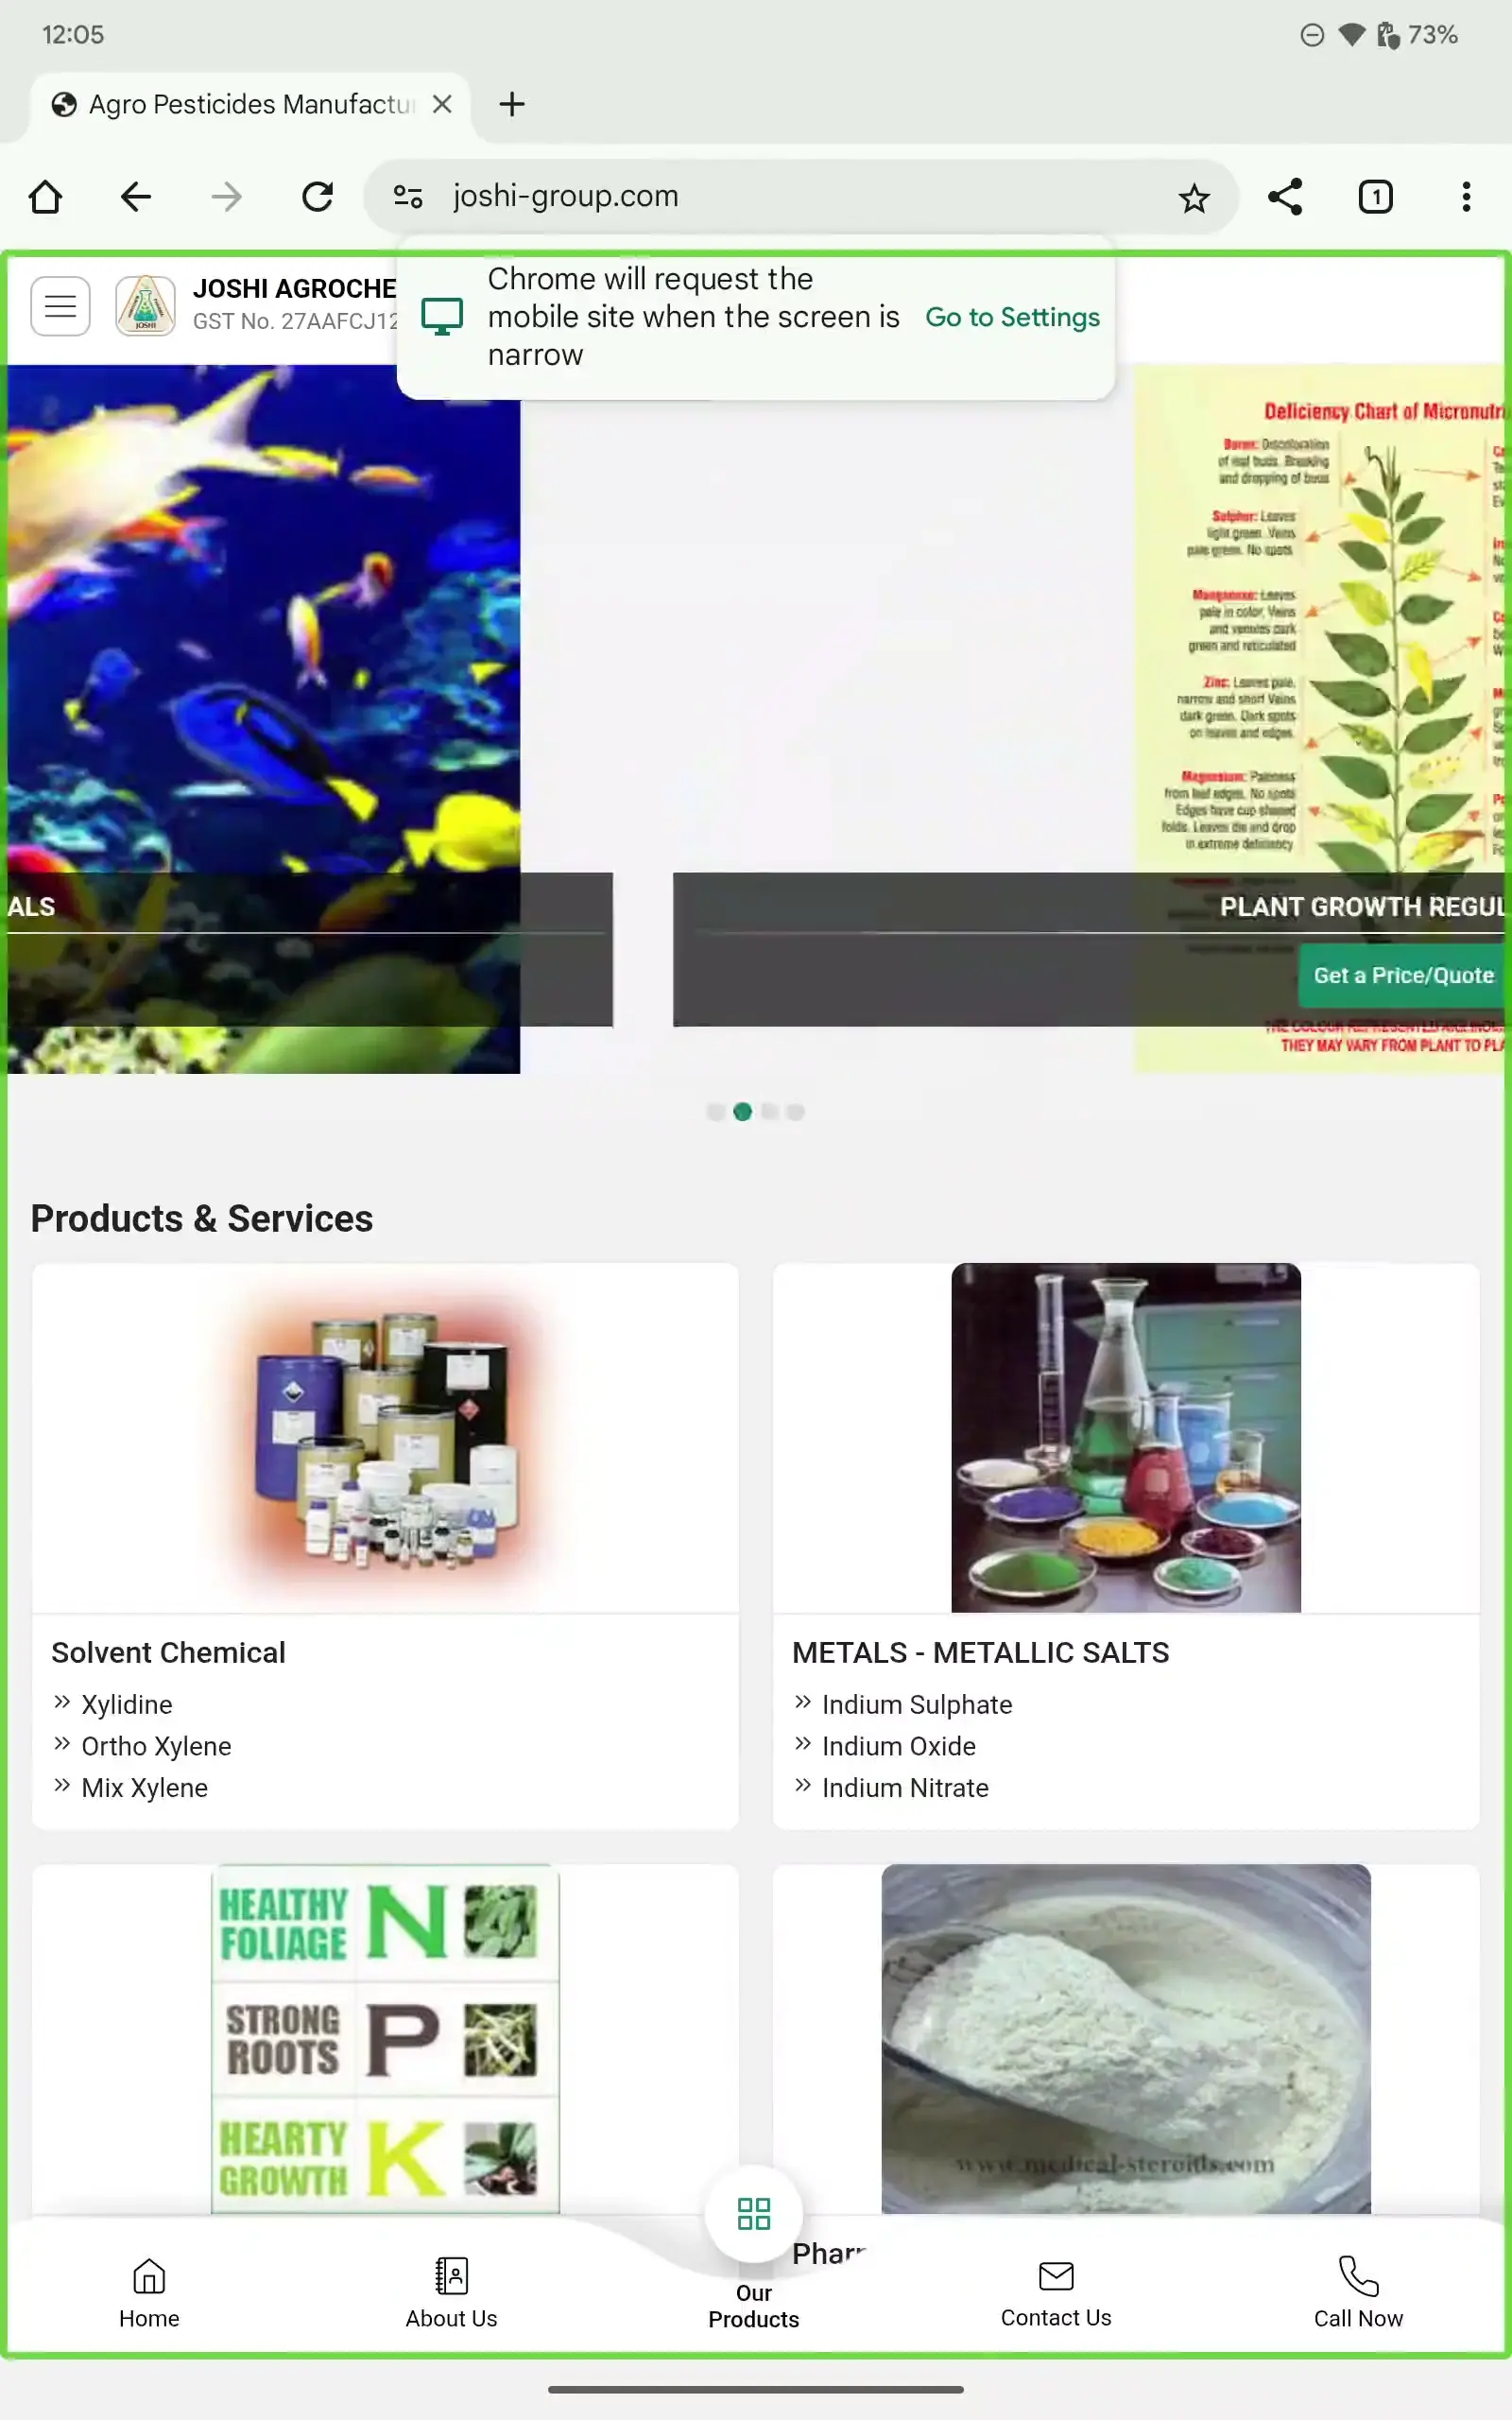 12:05
73%
Agro Pesticides Manufactur
joshi-group.com
1
JOSHI AGROCHE
GST No. 27AAFCJ12
Chrome will request the
mobile site when the screen is
narrow
Go to Settings
JOSHI
Deficiency Chart of Micronutri
Boron: Discoloration
of leaf buds. Breaking
and dropping of buds
Sulphur: Leaves
light green. Veins
pale green. No spots
Manganese: Leaves
pale in color, Veins
and venules dark
green and reticulated
Zinc: Leaves pale,
narrow and short Veins
dark green. Dark spots
on leaves and edges.
Magnesium: Paleness
from leaf edges. No spots
Edges have cup shaped
folds. Leaves die and drop
in extreme deficiency
ALS
PLANT GROWTH REGUL
Get a Price/Quote
THEY MAY VARY FROM PLANT TO PLA
Products & Services
Solvent Chemical
» Xylidine
» Ortho Xylene
» Mix Xylene
METALS - METALLIC SALTS
» Indium Sulphate
» Indium Oxide
» Indium Nitrate
HEALTHY
FOLIAGE
N
STRONG
ROOTS
P
HEARTY
GROWTH
K
www.medical-steroids.com
Phar
Home
About Us
Our
Products
Contact Us
Call Now